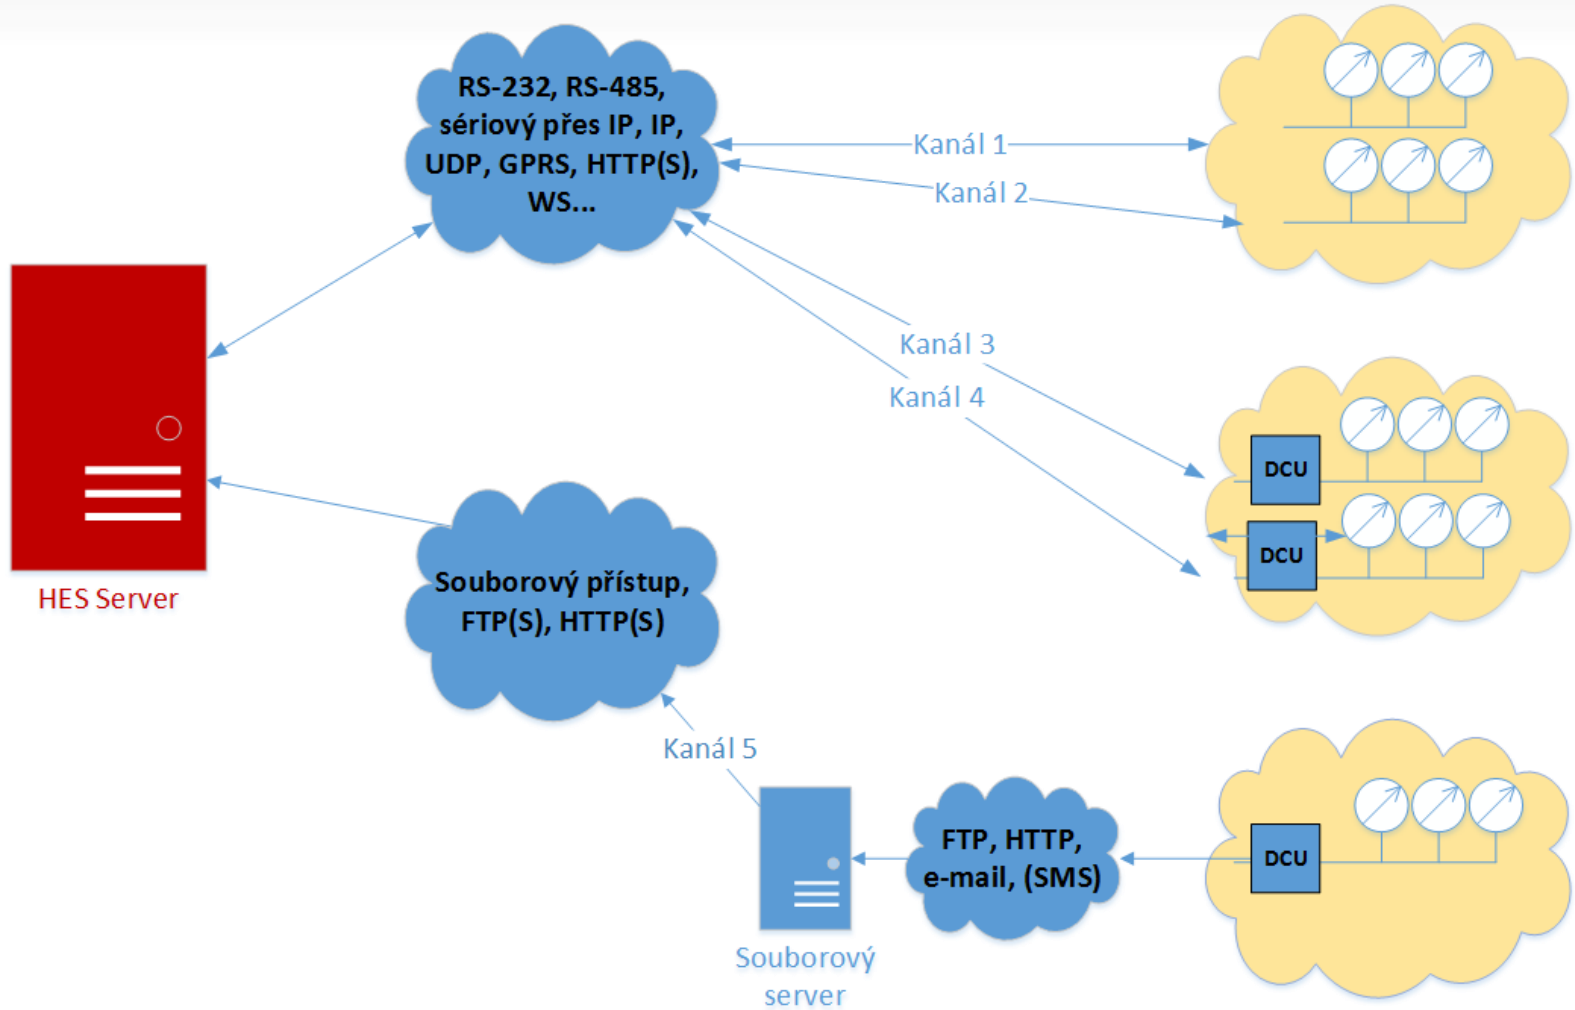 RS-232, RS-485,
sériový přes IP, IP,
UDP, GPRS, HTTP(S),
WS...
Kanál 1
Kanál 2
Kanál 3
Kanál 4
DCU
DCU
HES Server
Souborový přístup,
FTP(S), HTTP(S)
Kanál 5
FTP, HTTP,
e-mail, (SMS)
DCU
Souborový
server